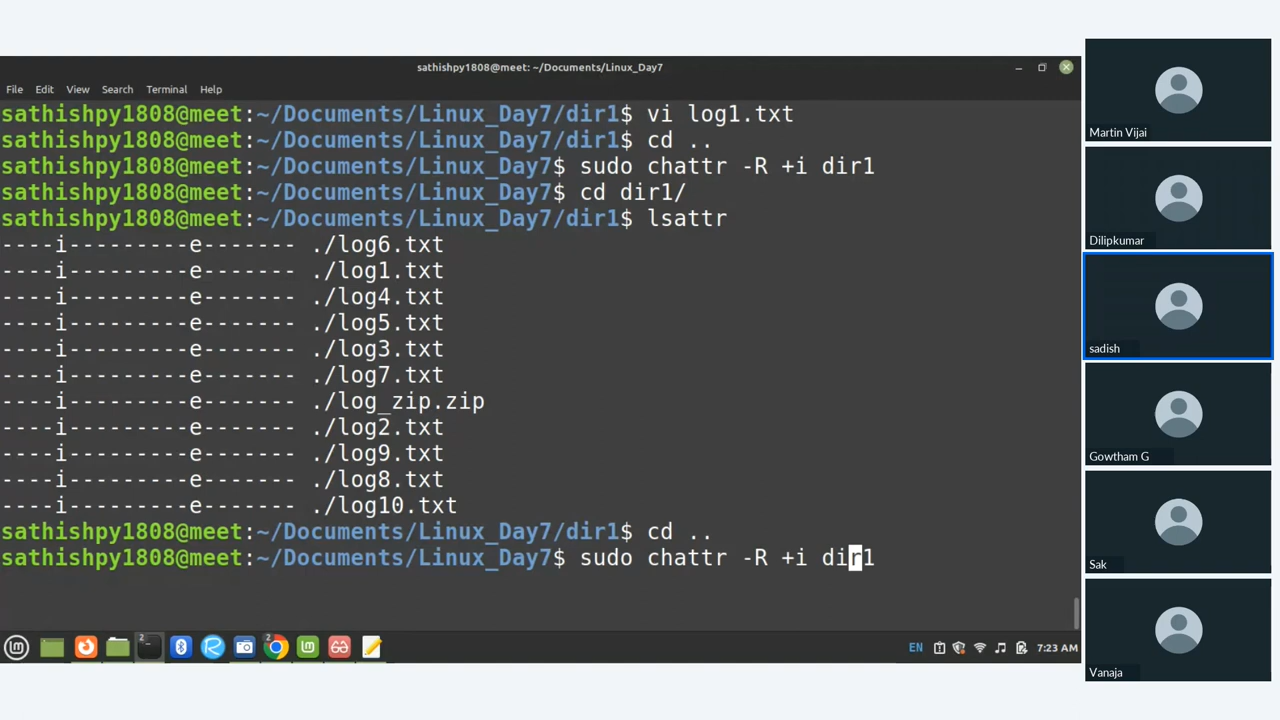 sathishpy1808@meet: ~/Documents/Linux_Day7
File Edit View Search Terminal Help
sathishpy1808@meet:~/Documents/Linux_Day7/dir1$ vi log1.txt
sathishpy1808@meet:~/Documents/Linux_Day7/dir1$ cd ..
sathishpy1808@meet:~/Documents/Linux_Day7$ sudo chattr -R +i dir1
sathishpy1808@meet:~/Documents/Linux_Day7$ cd dir1/
sathishpy1808@meet:~/Documents/Linux_Day7/dir1$ lsattr
----i---------e------- ./log6.txt
----i---------e------- ./log1.txt
----i---------e------- ./log4.txt
----i---------e------- ./log5.txt
----i---------e------- ./log3.txt
----i---------e------- ./log7.txt
----i---------e------- ./log_zip.zip
----i---------e------- ./log2.txt
----i---------e------- ./log9.txt
----i---------e------- ./log8.txt
----i---------e------- ./log10.txt
sathishpy1808@meet:~/Documents/Linux_Day7/dir1$ cd ..
sathishpy1808@meet:~/Documents/Linux_Day7$ sudo chattr -R +i dir1
2
2
EN
7:23 AM
Martin Vijai
Dilipkumar
sadish
Gowtham G
Sak
Vanaja